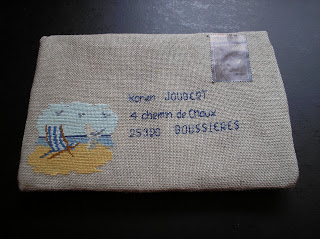 Karen JOUBERT
4 chemin de Chaux
25320 BOUSSIERES